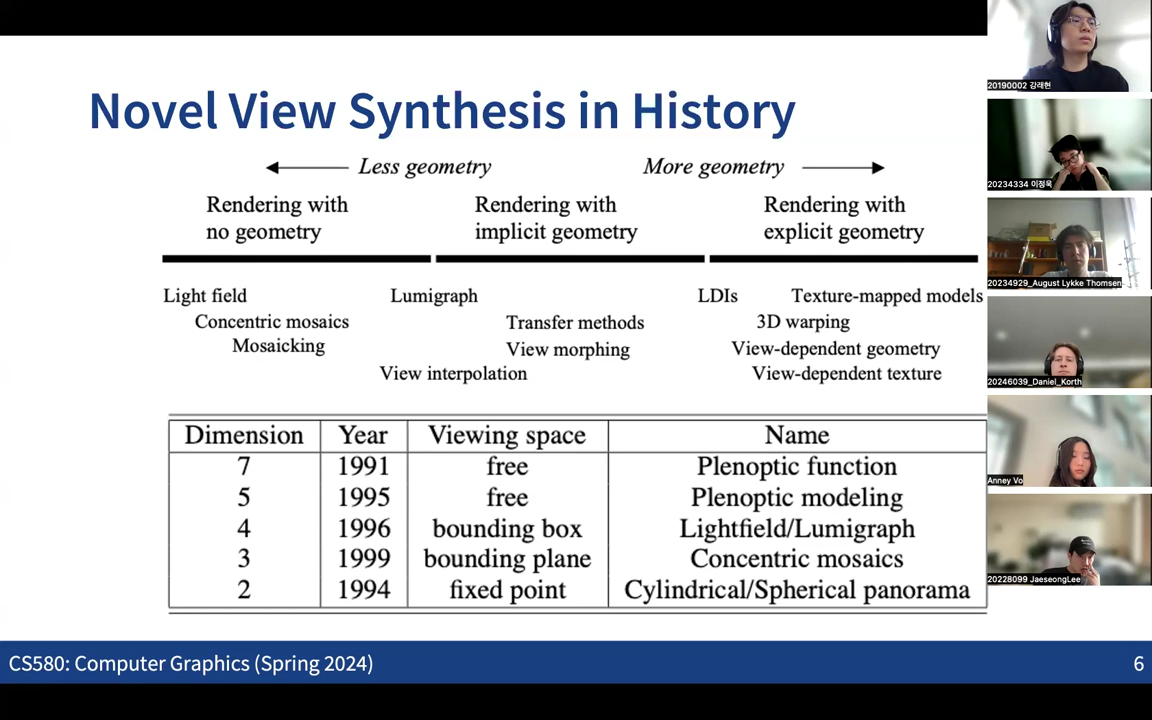 Novel View Synthesis in History
Less geometry
More geometry
Rendering with
no geometry
Rendering with
implicit geometry
Rendering with
explicit geometry
Light field
Lumigraph
LDIs
Texture-mapped models
Concentric mosaics
Transfer methods
3D warping
Mosaicking
View morphing
View-dependent geometry
View interpolation
View-dependent texture
Dimension Year Viewing space Name
7 1991 free Plenoptic function
5 1995 free Plenoptic modeling
4 1996 bounding box Lightfield/Lumigraph
3 1999 bounding plane Concentric mosaics
2 1994 fixed point Cylindrical/Spherical panorama
CS580: Computer Graphics (Spring 2024)
6
20190002 강래현
20234334 이정욱
20234929_August Lykke Thomsen
20246039_Daniel_Korth
Anney Vo
20228099 JaeseongLee